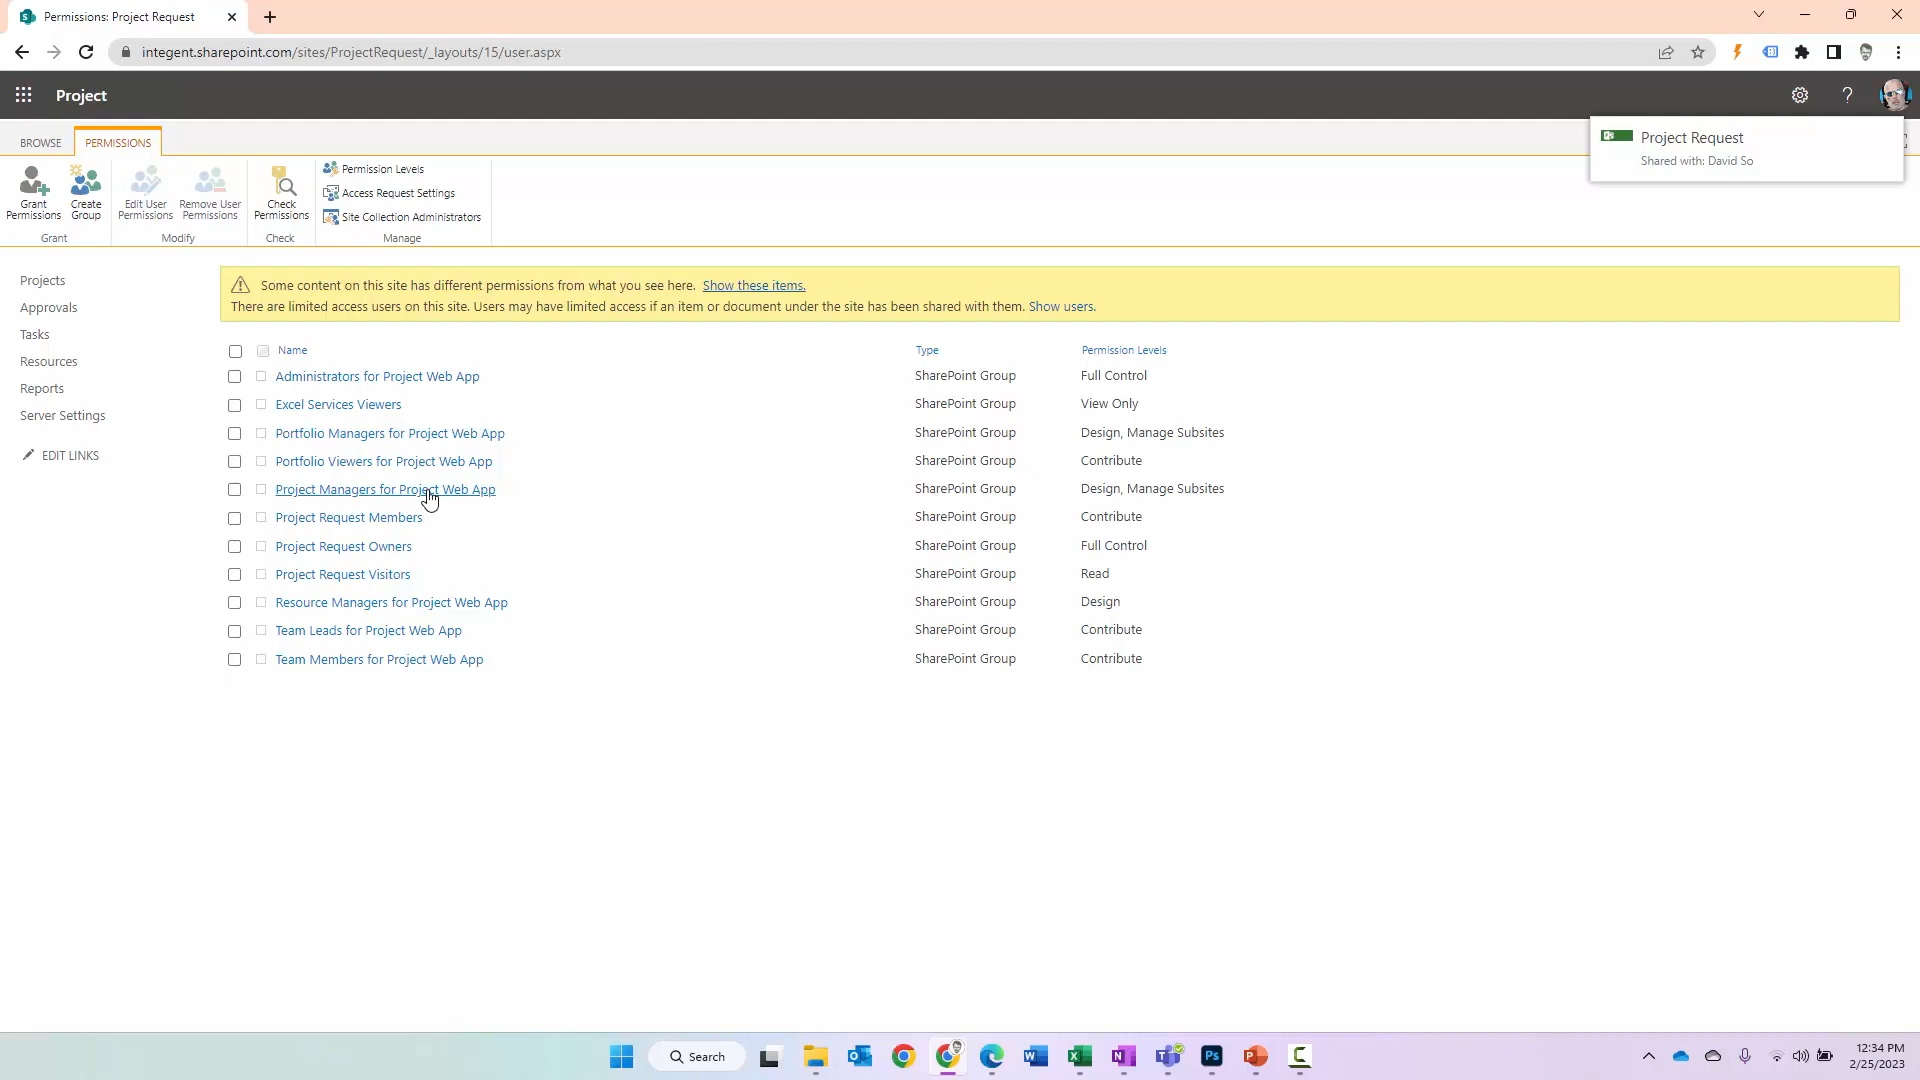 Permissions: Project Request
integent.sharepoint.com/sites/ProjectRequest/_layouts/15/user.aspx
Project
Project Request
Shared with: David So
BROWSE
PERMISSIONS
Grant Permissions
Create Group
Edit User Permissions
Remove User Permissions
Check Permissions
Permission Levels
Access Request Settings
Site Collection Administrators
Grant
Modify
Check
Manage
Projects
Approvals
Tasks
Resources
Reports
Server Settings
EDIT LINKS
Some content on this site has different permissions from what you see here. Show these items.
There are limited access users on this site. Users may have limited access if an item or document under the site has been shared with them. Show users.
Name Type Permission Levels
Administrators for Project Web App SharePoint Group Full Control
Excel Services Viewers SharePoint Group View Only
Portfolio Managers for Project Web App SharePoint Group Design, Manage Subsites
Portfolio Viewers for Project Web App SharePoint Group Contribute
Project Managers for Project Web App SharePoint Group Design, Manage Subsites
Project Request Members SharePoint Group Contribute
Project Request Owners SharePoint Group Full Control
Project Request Visitors SharePoint Group Read
Resource Managers for Project Web App SharePoint Group Design
Team Leads for Project Web App SharePoint Group Contribute
Team Members for Project Web App SharePoint Group Contribute
Search
12:34 PM
2/25/2023